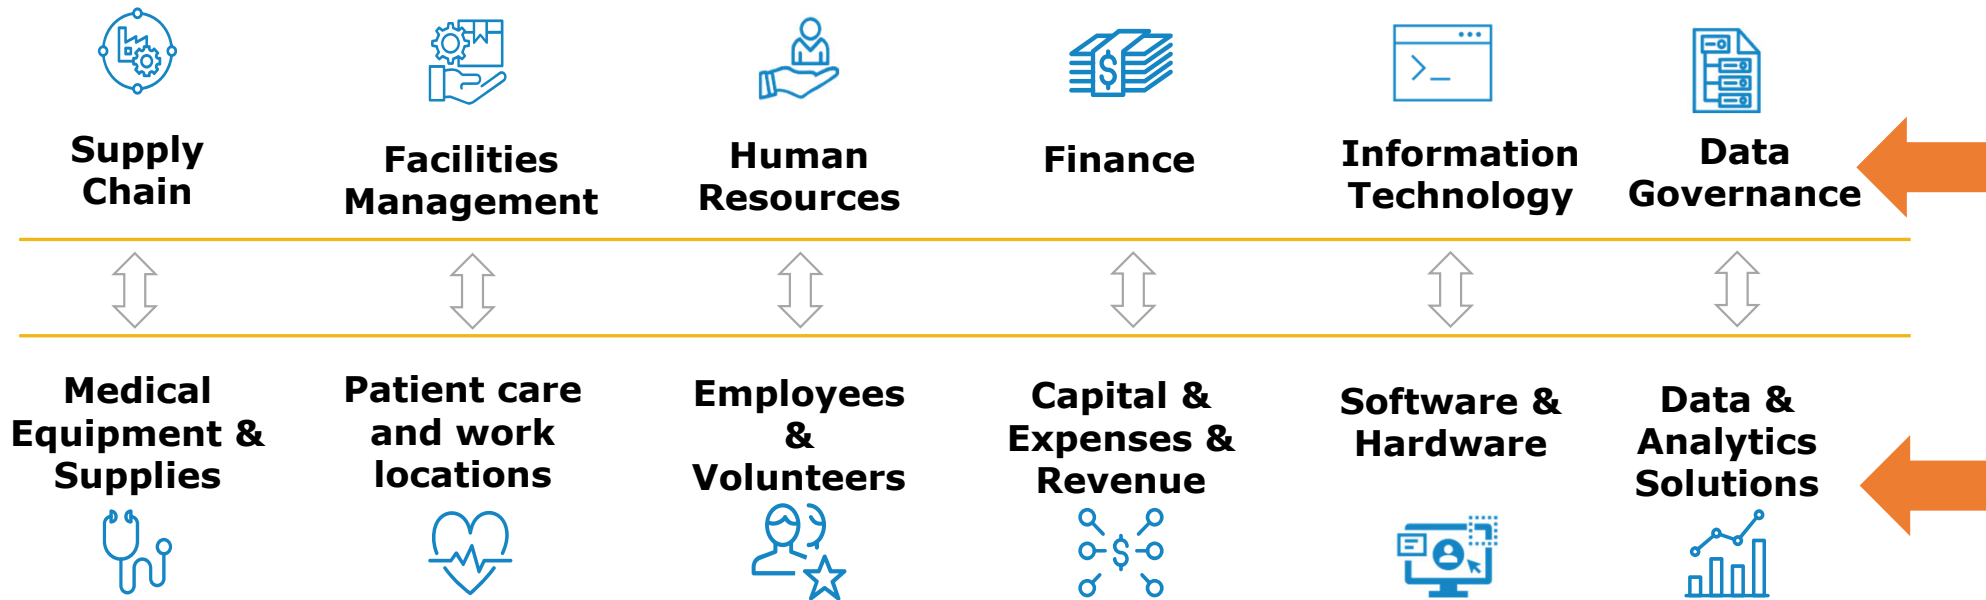 Supply
Chain
Facilities
Management
Human
Resources
Finance
Information
Technology
Data
Governance
Medical
Equipment &
Supplies
Patient care
and work
locations
Employees
&
Volunteers
Capital &
Expenses &
Revenue
Software &
Hardware
Data &
Analytics
Solutions